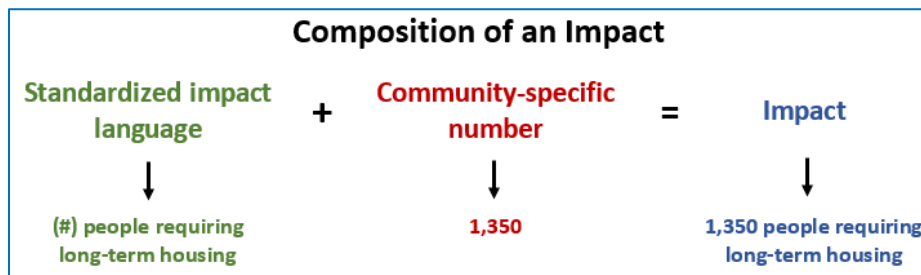 Composition of an Impact
Standardized impact
language
+
Community-specific
number
=
Impact
(#) people requiring
long-term housing
1,350
1,350 people requiring
long-term housing